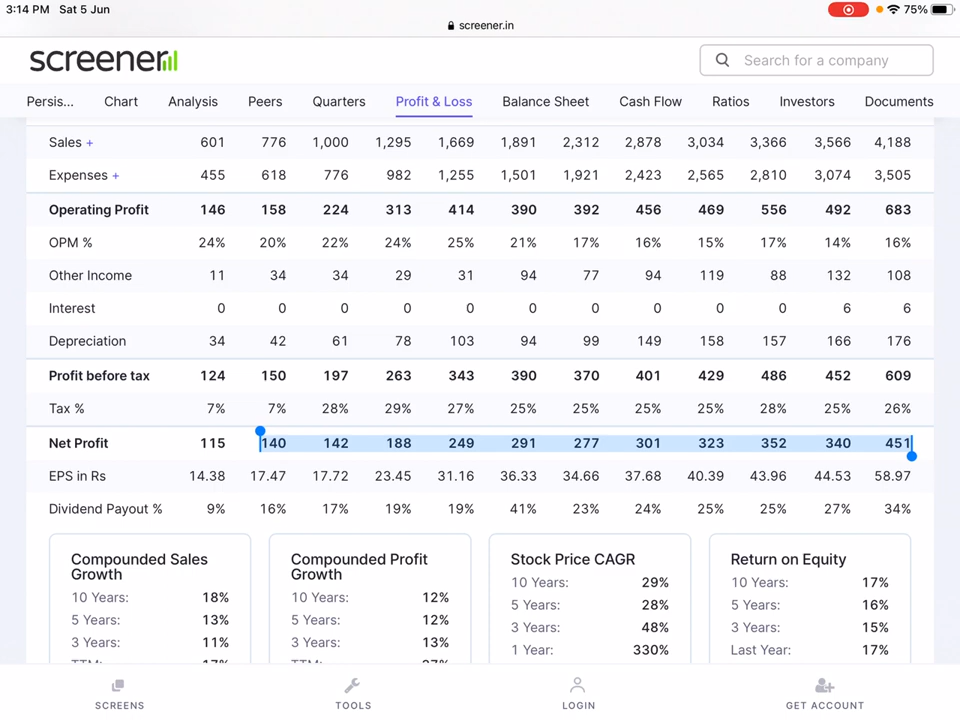 3:14 PM Sat 5 Jun 75%
screener.in
screener Search for a company
Persis... Chart Analysis Peers Quarters Profit & Loss Balance Sheet Cash Flow Ratios Investors Documents
Sales + 601 776 1,000 1,295 1,669 1,891 2,312 2,878 3,034 3,366 3,566 4,188
Expenses + 455 618 776 982 1,255 1,501 1,921 2,423 2,565 2,810 3,074 3,505
Operating Profit 146 158 224 313 414 390 392 456 469 556 492 683
OPM % 24% 20% 22% 24% 25% 21% 17% 16% 15% 17% 14% 16%
Other Income 11 34 34 29 31 94 77 94 119 88 132 108
Interest 0 0 0 0 0 0 0 0 0 0 6 6
Depreciation 34 42 61 78 103 94 99 149 158 157 166 176
Profit before tax 124 150 197 263 343 390 370 401 429 486 452 609
Tax % 7% 7% 28% 29% 27% 25% 25% 25% 25% 28% 25% 26%
Net Profit 115 140 142 188 249 291 277 301 323 352 340 451
EPS in Rs 14.38 17.47 17.72 23.45 31.16 36.33 34.66 37.68 40.39 43.96 44.53 58.97
Dividend Payout % 9% 16% 17% 19% 19% 41% 23% 24% 25% 25% 27% 34%
Compounded Sales
Growth
10 Years: 18%
5 Years: 13%
3 Years: 11%
Compounded Profit
Growth
10 Years: 12%
5 Years: 12%
3 Years: 13%
Stock Price CAGR
10 Years: 29%
5 Years: 28%
3 Years: 48%
1 Year: 330%
Return on Equity
10 Years: 17%
5 Years: 16%
3 Years: 15%
Last Year: 17%
SCREENS TOOLS LOGIN GET ACCOUNT